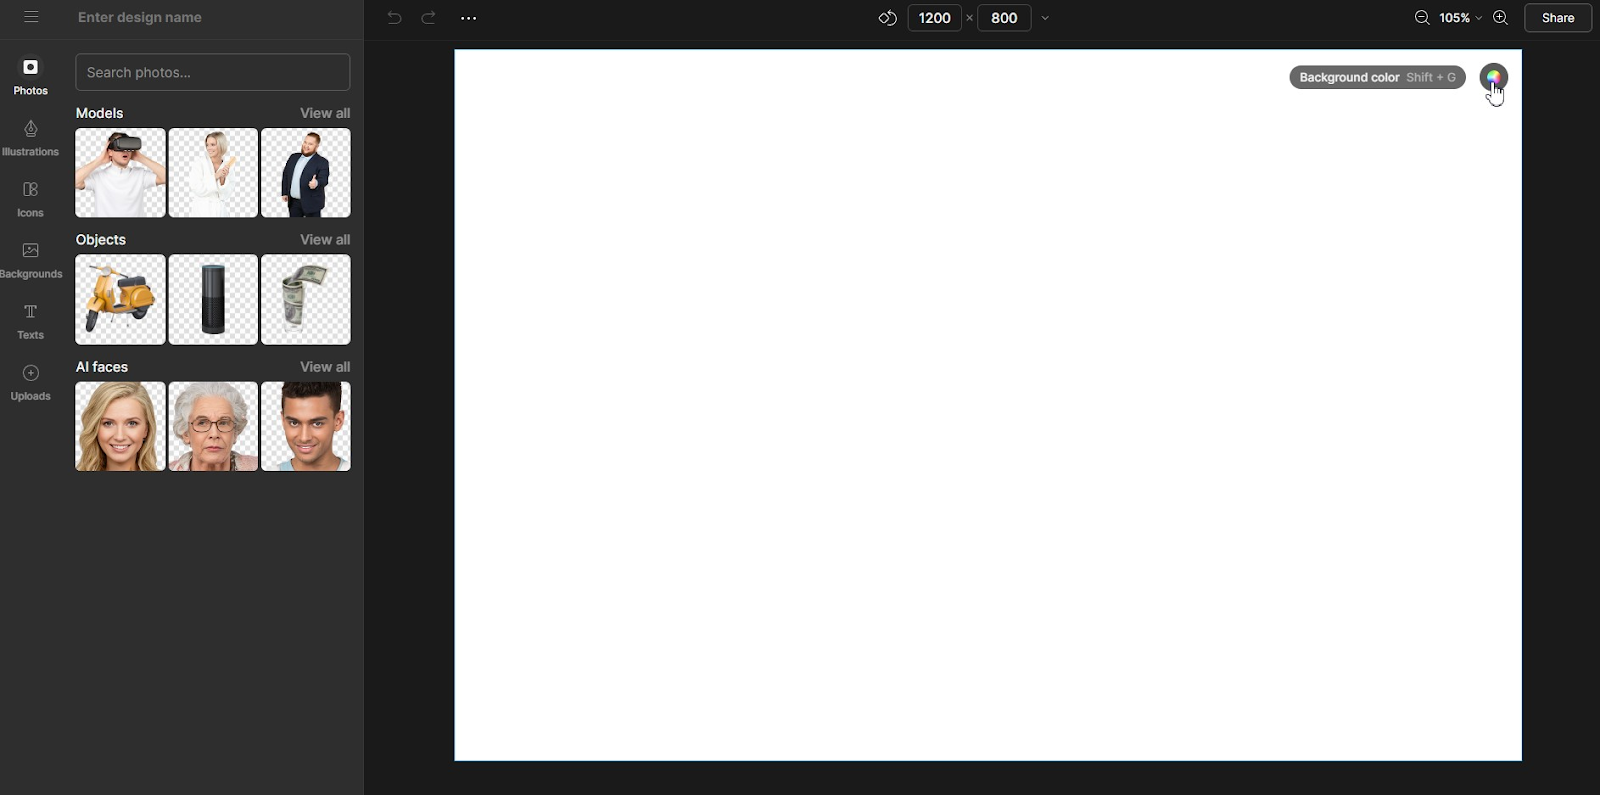 Enter design name
1200 × 800
105%
Share
Photos
Illustrations
Icons
Backgrounds
Texts
Uploads
Search photos...
Models View all
Objects View all
AI faces View all
Background color Shift + G